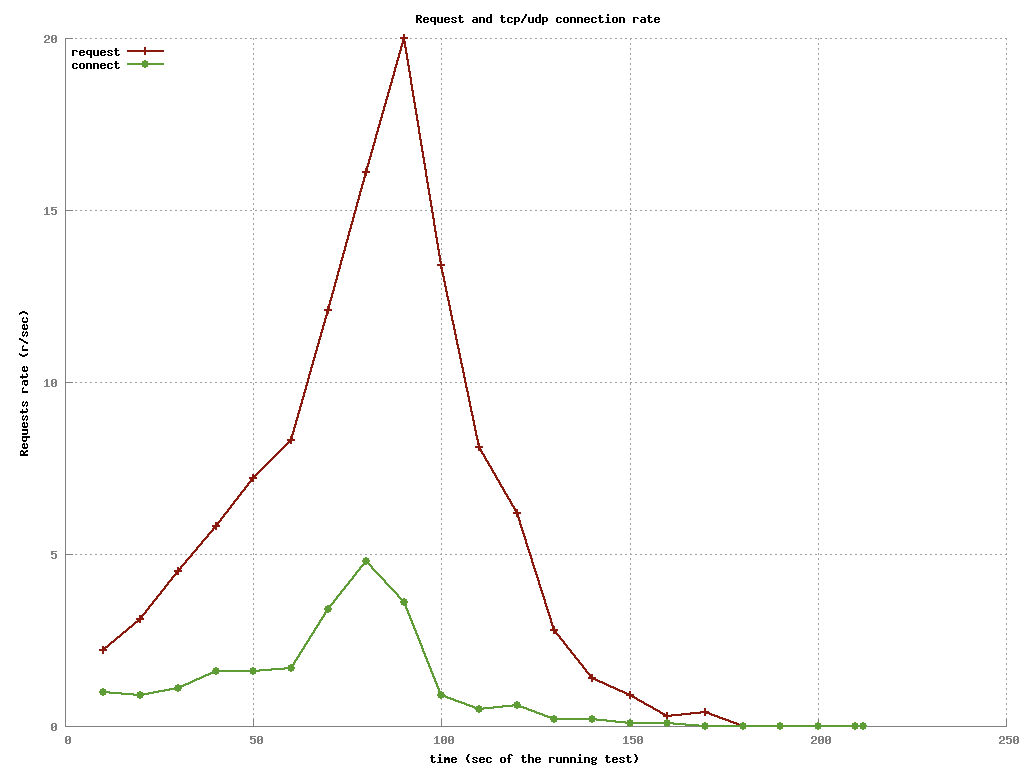 Request and tcp/udp connection rate
request
connect
20
15
10
5
0
Requests rate (r/sec)
0 50 100 150 200 250
time (sec of the running test)